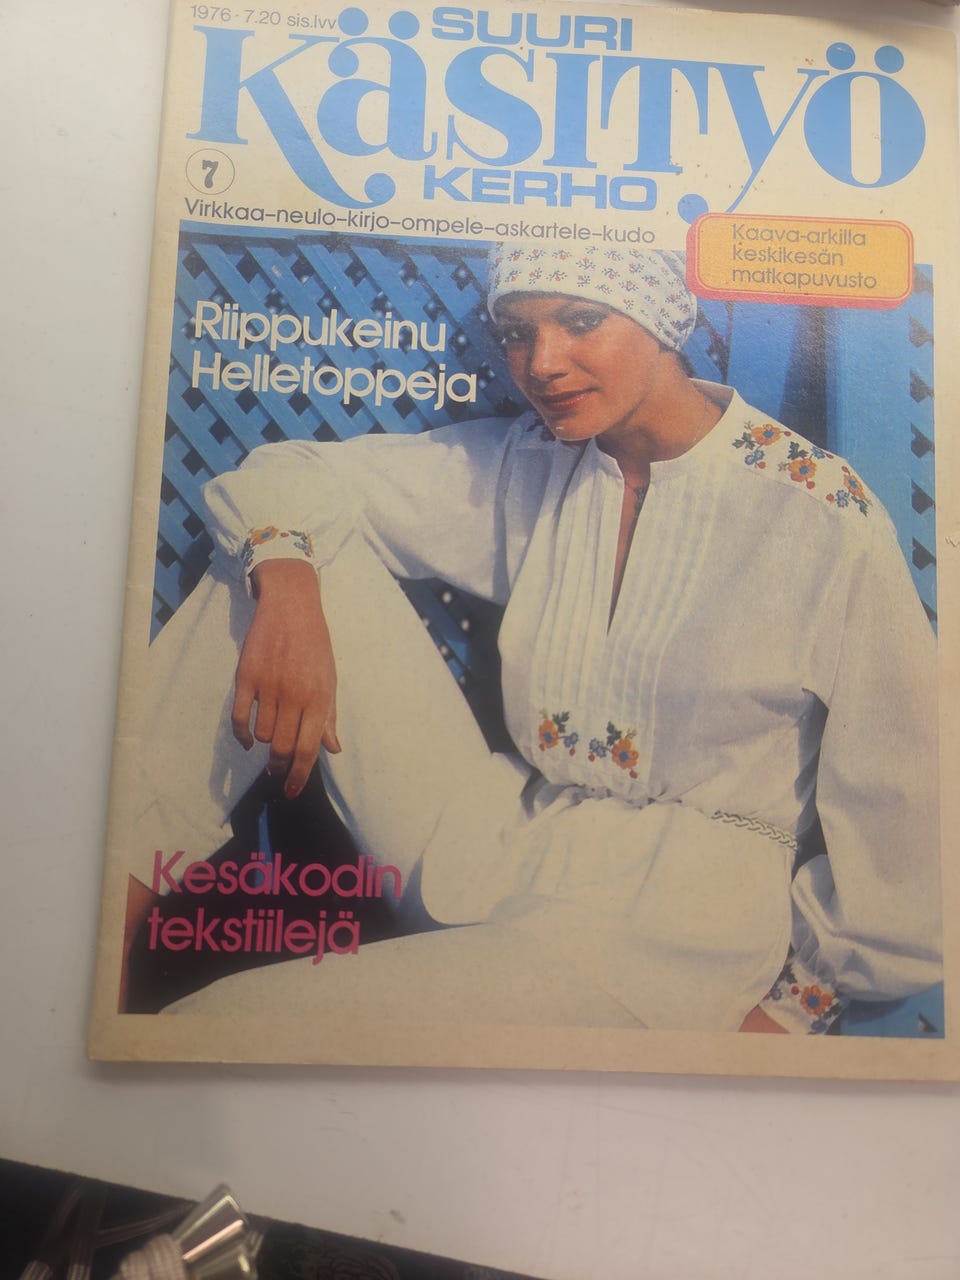 1976 - 7.20 sis.lvv
SUURI
Käsityö
KERHO
7
Virkkaa–neulo–kirjo–ompele–askartele–kudo
Kaava-arkilla
keskikesän
matkapuvusto
Riippukeinu
Helletoppeja
Kesäkodin
tekstiilejä